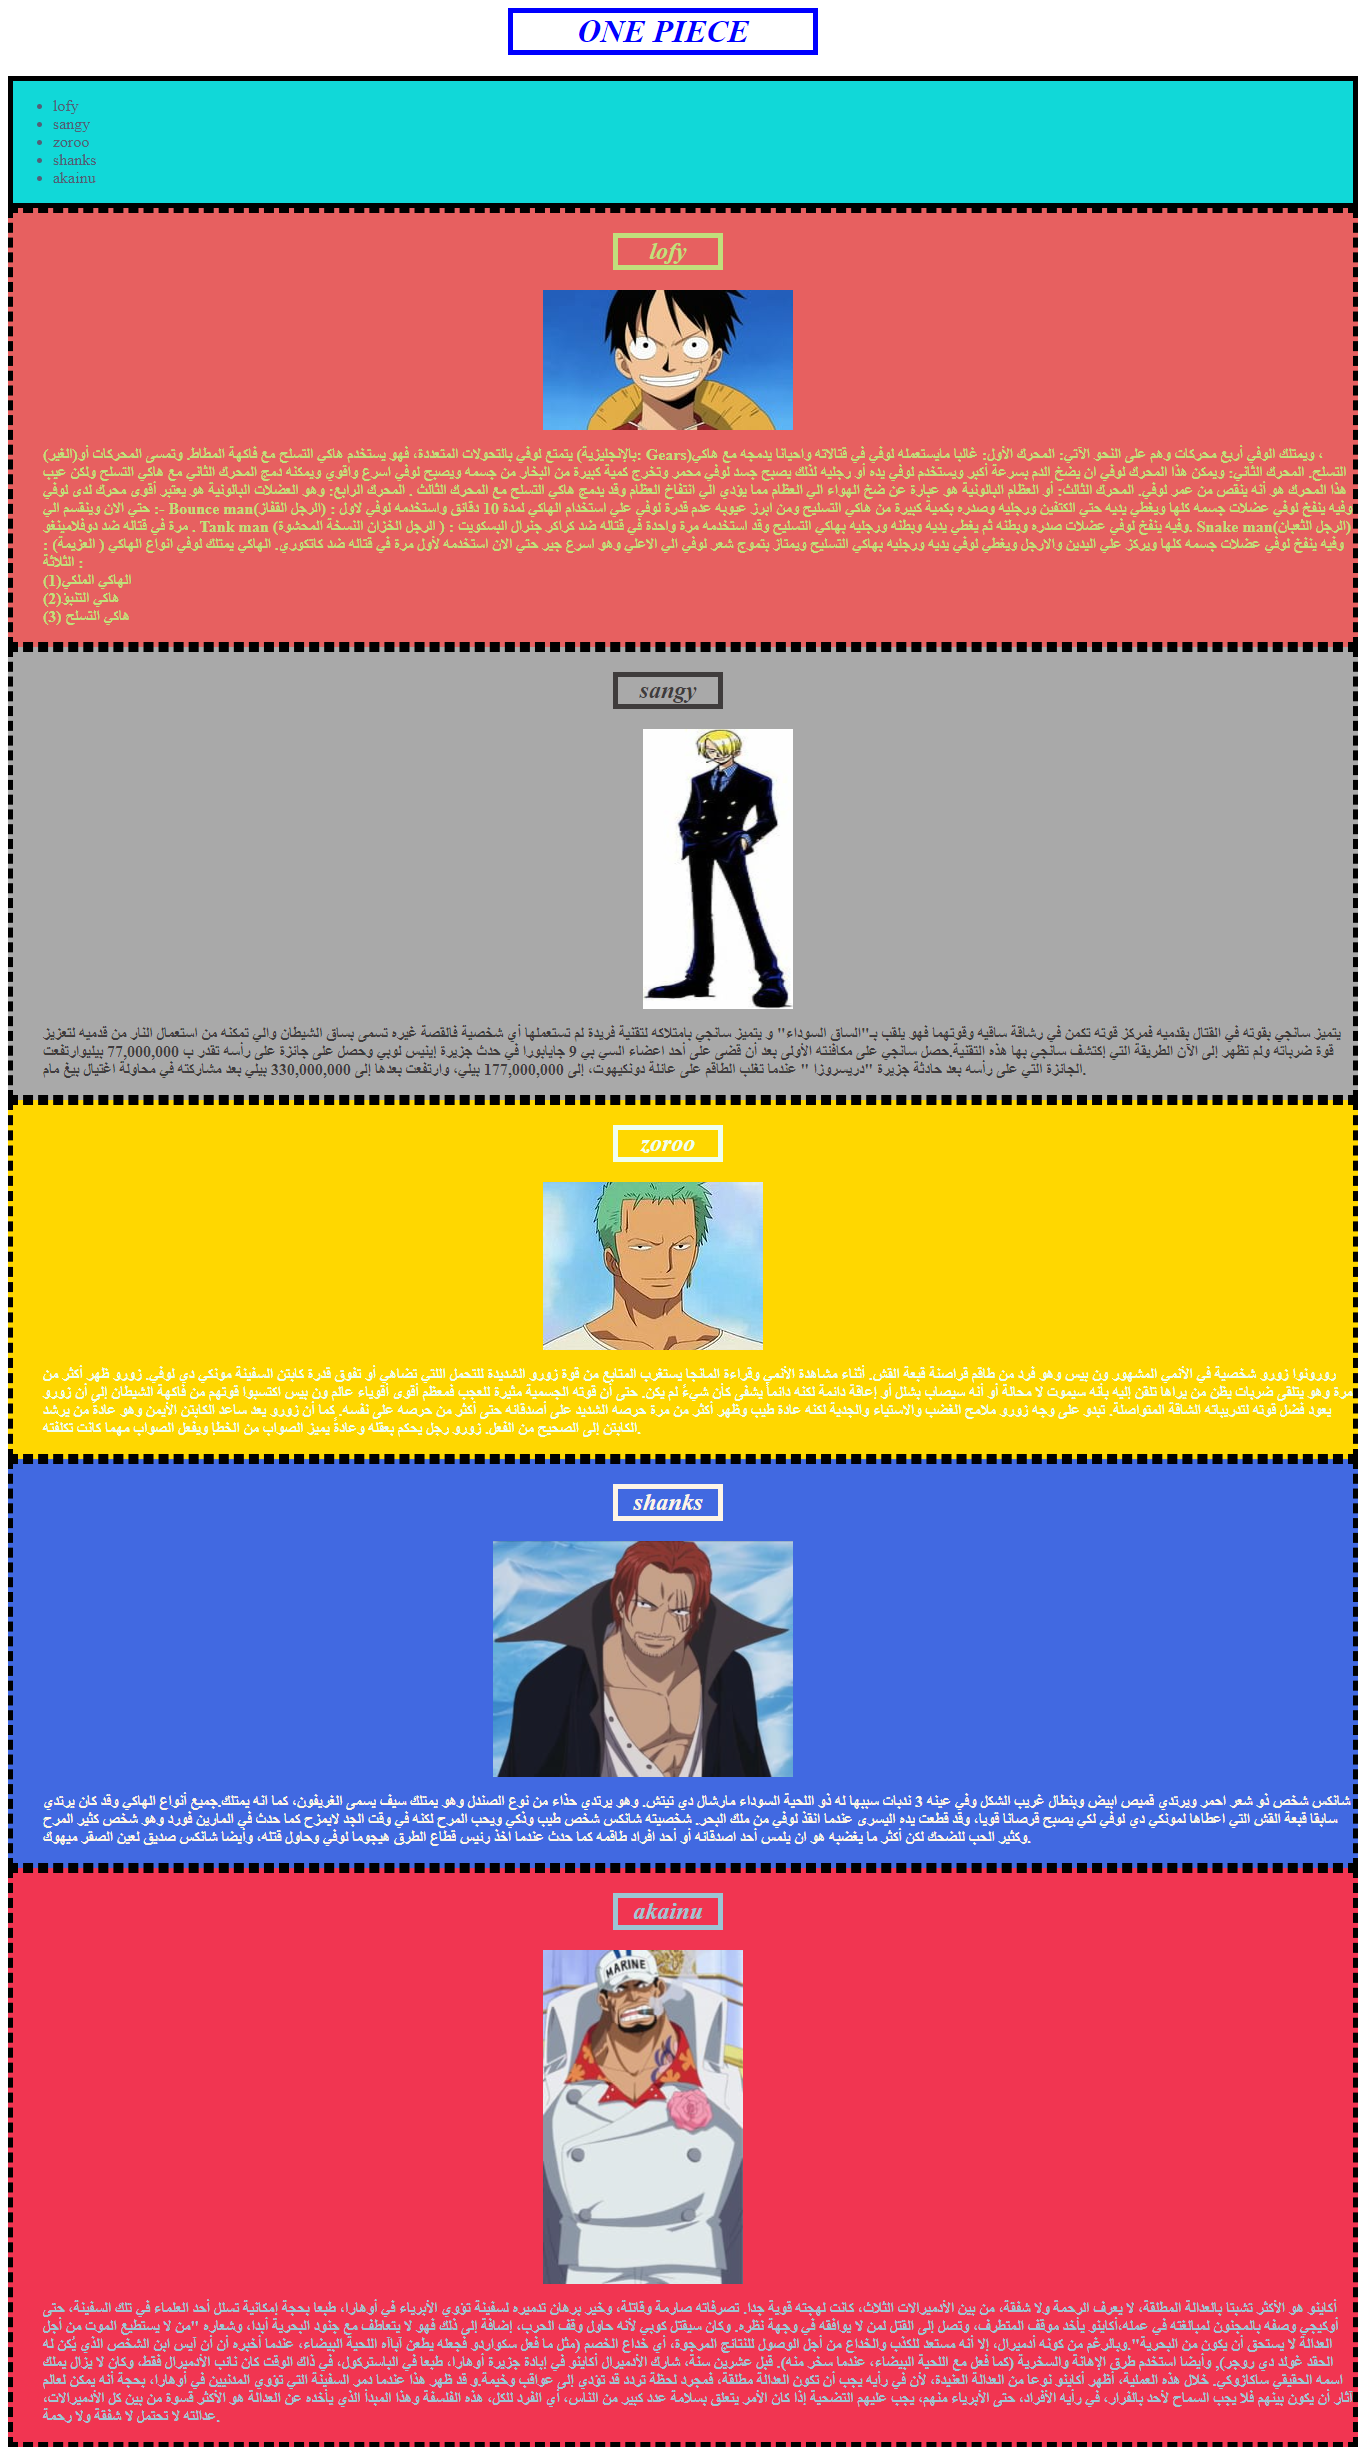 ONE PIECE
lofy
sangy
zoroo
shanks
akainu
lofy
ويمتلك الوفي أربع محركات وهم على النحو الآتي: المحرك الأول: غالبا مايستعمله لوفي في قتالاته واحيانا يدمجه مع هاكي(Gears :بالإنجليزية) يتمتع لوفي بالتحولات المتعددة، فهو يستخدم هاكي التسلح مع فاكهة المطاط. وتمسى المحركات أو(الغير) ،
التسلح. المحرك الثاني: ويمكن هذا المحرك لوفي ان يضخ الدم بسرعة أكبر ويستخدم لوفي يده أو رجليه لذلك يصبح جسد لوفي محمر وتخرج كمية كبيرة من البخار من جسمه ويصبح لوفي اسرع واقوي ويمكنه دمج المحرك الثاني مع هاكي التسلح ولكن عيب
هذا المحرك هو أنه ينقص من عمر لوفي. المحرك الثالث: أو العظام البالونية هو عبارة عن ضخ الهواء الي العظام مما يؤدي الي انتفاخ العظام وقد يدمج هاكي التسلح مع المحرك الثالث . المحرك الرابع: وهو العضلات البالونية هو يعتبر أقوى محرك لدى لوفي
وفيه ينفخ لوفي عضلات جسمه كلها ويغطي يديه حتي الكتفين ورجليه وصدره بكمية كبيرة من هاكي التسليح ومن ابرز عيوبه عدم قدرة لوفي علي استخدام الهاكي لمدة 10 دقائق واستخدمه لوفي لاول : (الرجل القفاز)Bounce man -: حتي الان وينقسم الي
وفيه ينفخ لوفي عضلات صدره وبطنه ثم يغطي يديه وبطنه ورجليه بهاكي التسليح وقد استخدمه مرة واحدة في قتاله ضد كراكر جنرال البسكويت : ( الرجل الخزان النسخة المحشوة) Tank man . مرة في قتاله ضد دوفلامينغو. Snake man(الرجل الثعبان)
وفيه ينفخ لوفي عضلات جسمه كلها ويركز علي اليدين والارجل ويغطي لوفي يديه ورجليه بهاكي التسليح ويمتاز بتموج شعر لوفي الي الاعلي وهو اسرع جير حتي الان استخدمه لأول مرة في قتاله ضد كاتكوري. الهاكي يمتلك لوفي انواع الهاكي ( العزيمة) :
الثلاثة :
(1)الهاكي الملكي
(2)هاكي التنبؤ
(3) هاكي التسلح
sangy
يتميز سانجي بقوته في القتال بقدميه فمركز قوته تكمن في رشاقة ساقيه وقوتهما فهو يلقب بـ"الساق السوداء" و يتميز سانجي بامتلاكه لتقنية فريدة لم تستعملها أي شخصية فالقصة غيره تسمى بساق الشيطان والي تمكنه من استعمال النار من قدميه لتعزيز
قوة ضرباته ولم تظهر إلى الآن الطريقة التي إكتشف سانجي بها هذه التقنية.حصل سانجي على مكافئته الأولى بعد أن قضى على أحد اعضاء السي بي 9 جابابورا في حدث جزيرة إينيس لوبي وحصل على جائزة على رأسه تقدر ب 77,000,000 بيليوارتفعت
الجائزة التي على رأسه بعد حادثة جزيرة "دريسروزا " عندما تغلب الطاقم على عائلة دونكيهوت، إلى 177,000,000 بيلي، وارتفعت بعدها إلى 330,000,000 بيلي بعد مشاركته في محاولة اغتيال بيغ مام.
zoroo
رورونوا زورو شخصية في الأنمي المشهور ون بيس وهو فرد من طاقم قراصنة قبعة القش. أثناء مشاهدة الأنمي وقراءة المانجا يستغرب المتابع من قوة زورو الشديدة للتحمل اللتي تضاهي أو تفوق قدرة كابتن السفينة مونكي دي لوفي. زورو ظهر أكثر من
مرة وهو يتلقى ضربات يظن من يراها تلقن إليه بأنه سيموت لا محالة أو أنه سيصاب بشلل أو إعاقة دائمة لكنه دائماً يشفى كأن شيءً لم يكن. حتى أن قوته الجسمية مثيرة للعجب فمعظم أقوى أقوياء عالم ون بيس اكتسبوا قوتهم من فاكهة الشيطان إلى أن زورو
يعود فضل قوته لتدريباته الشاقة المتواصلة. تبدو على وجه زورو ملامح الغضب والاستياء والجدية لكنه عادة طيب وظهر أكثر من مرة حرصه الشديد على أصدقائه حتى أكثر من حرصه على نفسه. كما أن زورو يعد ساعد الكابتن الأيمن وهو عادة من يرشد
الكابتن إلى الصحيح من الفعل. زورو رجل يحكم بعقله وعادةً يميز الصواب من الخطأ ويفعل الصواب مهما كانت تكلفته.
shanks
شانكس شخص ذو شعر احمر ويرتدي قميص ابيض وبنطال غريب الشكل وفي عينه 3 ندبات سببها له ذو اللحية السوداء مارشال دي تيتش. وهو يرتدي حذاء من نوع الصندل وهو يمتلك سيف يسمى الغريفون، كما انه يمتلك.جميع أنواع الهاكي وقد كان يرتدي
سابقا قبعة القش التي اعطاها لمونكي دي لوفي لكي يصبح قرصانا قويا، وقد قطعت يده اليسرى عندما انقذ لوفي من ملك البحر. شخصيته شانكس شخص طيب وذكي ويحب المرح لكنه في وقت الجد لايمزح كما حدث في المارين فورد وهو شخص كثير المرح
وكثير الحب للضحك لكن أكثر ما يغضبه هو ان يلمس أحد اصدقائه أو أحد افراد طاقمه كما حدث عندما اخذ رئيس قطاع الطرق هيجوما لوفي وحاول قتله، وأيضا شانكس صديق لعين الصقر ميهوك.
akainu
أكاينو هو الأكثر تشبتا بالعدالة المطلقة، لا يعرف الرحمة ولا شفقة، من بين الأدميرالات الثلاث، كانت لهجته قوية جدا. تصرفاته صارمة وقاتلة، وخير برهان تدميره لسفينة تؤوي الأبرياء في أوهارا، طبعا بحجة إمكانية تسلل أحد العلماء في تلك السفينة، حتى
أوكيجي وصفه بالمجنون لمبالغته في عمله،أكاينو يأخد موقف المتطرف، وتصل إلى القتل لمن لا يوافقه في وجهة نظره. وكان سيقتل كوبي لأنه حاول وقف الحرب، إضافة إلى ذلك فهو لا يتعاطف مع جنود البحرية أبدا، وشعاره "من لا يستطيع الموت من أجل
العدالة لا يستحق أن يكون من البحرية".وبالرغم من كونه أدميرال، إلا أنه مستعد للكذب والخداع من أجل الوصول للنتائج المرجوة، أي خداع الخصم (مثل ما فعل سكواردو فجعله يطعن أباه اللحية البيضاء، عندما أخبره أن أن آيس ابن الشخص الذي يُكن له
الحقد غولد دي روجر), وأيضا استخدم طرق الإهانة والسخرية (كما فعل مع اللحية البيضاء، عندما سخر منه). قبل عشرين سنة، شارك الأدميرال أكاينو في إبادة جزيرة أوهارا، طبعا في الباستركول، في ذاك الوقت كان نائب الأدميرال فقط، وكان لا يزال يملك
اسمه الحقيقي ساكازوكي. خلال هذه العملية، أظهر أكاينو نوعا من العدالة العنيدة، لأن في رأيه يجب أن تكون العدالة مطلقة، فمجرد لحظة تردد قد تؤدي إلى عواقب وخيمة.و قد ظهر هذا عندما دمر السفينة التي تؤوي المدنيين في أوهارا، بحجة أنه يمكن لعالم
آثار أن يكون بينهم فلا يجب السماح لأحد بالفرار، في رأيه الأفراد، حتى الأبرياء منهم، يجب عليهم التضحية إذا كان الأمر يتعلق بسلامة عدد كبير من الناس، أي الفرد للكل، هذه الفلسفة وهذا المبدأ الذي يأخده عن العدالة هو الأكثر قسوة من بين كل الأدميرالات،
عدالته لا تحتمل لا شفقة ولا رحمة.
MARINE